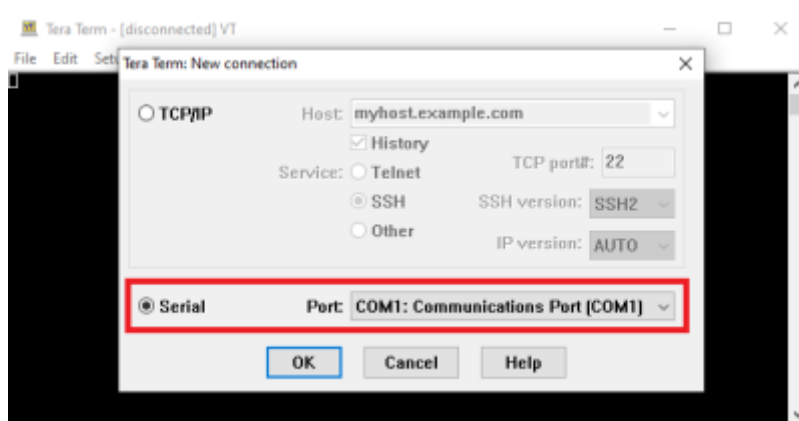 VT Tera Term - [disconnected] VT
File Edit Set
Tera Term: New connection
TCP/IP Host: myhost.example.com
History
Service: Telnet TCP port#: 22
SSH SSH version: SSH2
Other IP version: AUTO
Serial Port: COM1: Communications Port (COM1)
OK Cancel Help